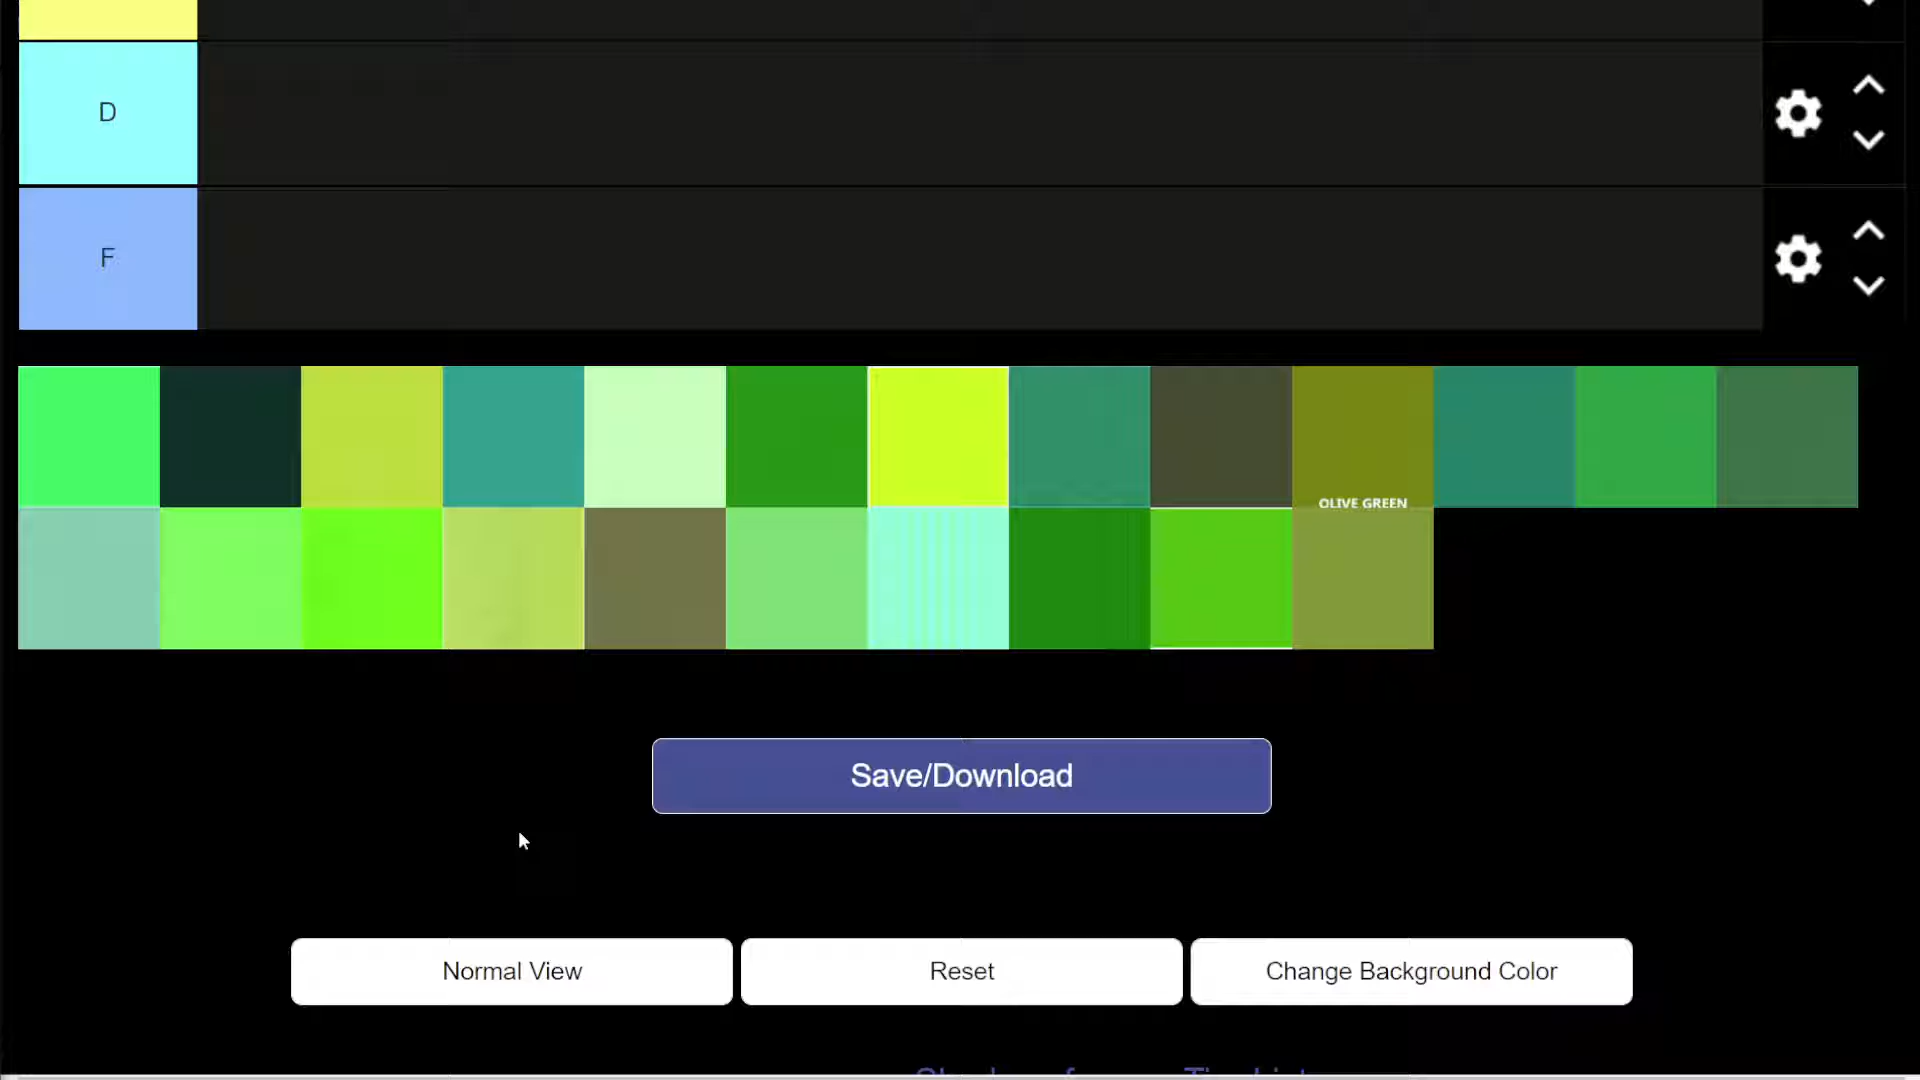 D
F
OLIVE GREEN
Save/Download
Normal View
Reset
Change Background Color